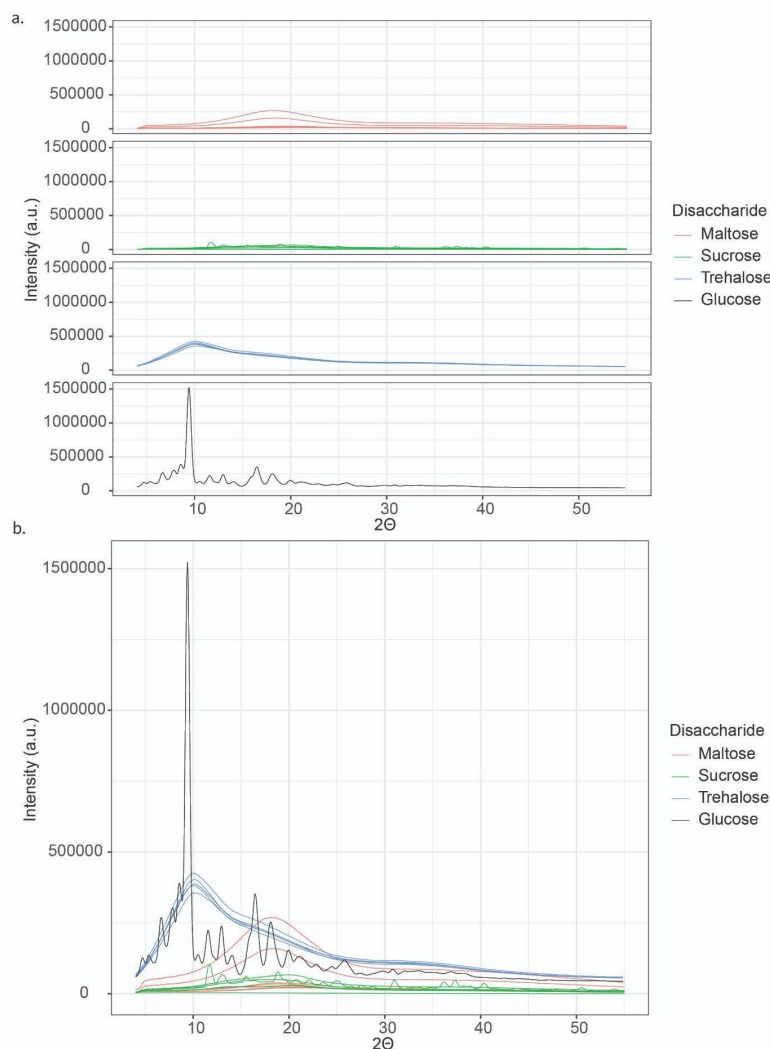 a.
1500000
1000000
500000
0
1500000
1000000
500000
0
1500000
1000000
500000
0
1500000
1000000
500000
0
Intensity (a.u.)
10 20 30 40 50
2Θ
Disaccharide
Maltose
Sucrose
Trehalose
Glucose
b.
1500000
1000000
500000
0
Intensity (a.u.)
10 20 30 40 50
2Θ
Disaccharide
Maltose
Sucrose
Trehalose
Glucose